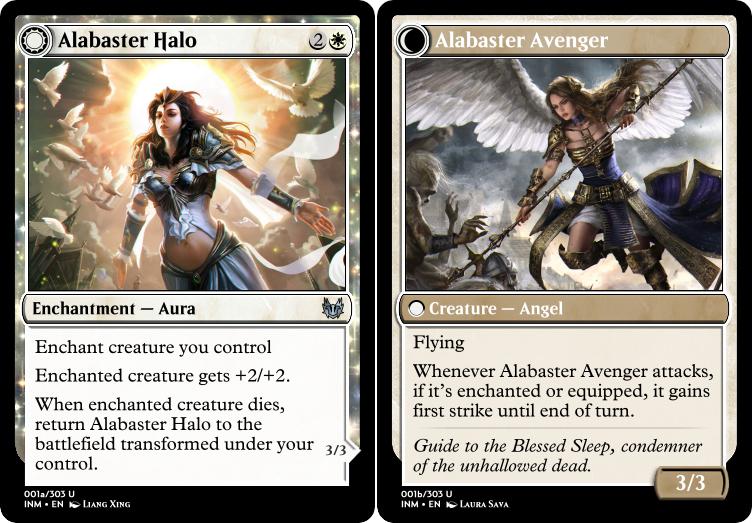 Alabaster Halo
2
Enchantment — Aura
Enchant creature you control
Enchanted creature gets +2/+2.
When enchanted creature dies,
return Alabaster Halo to the
battlefield transformed under your
control.
3/3
001a/303 U
INM • EN Liang Xing
Alabaster Avenger
Creature — Angel
Flying
Whenever Alabaster Avenger attacks,
if it's enchanted or equipped, it gains
first strike until end of turn.
Guide to the Blessed Sleep, condemner
of the unhallowed dead.
3/3
001b/303 U
INM • EN Laura Sava